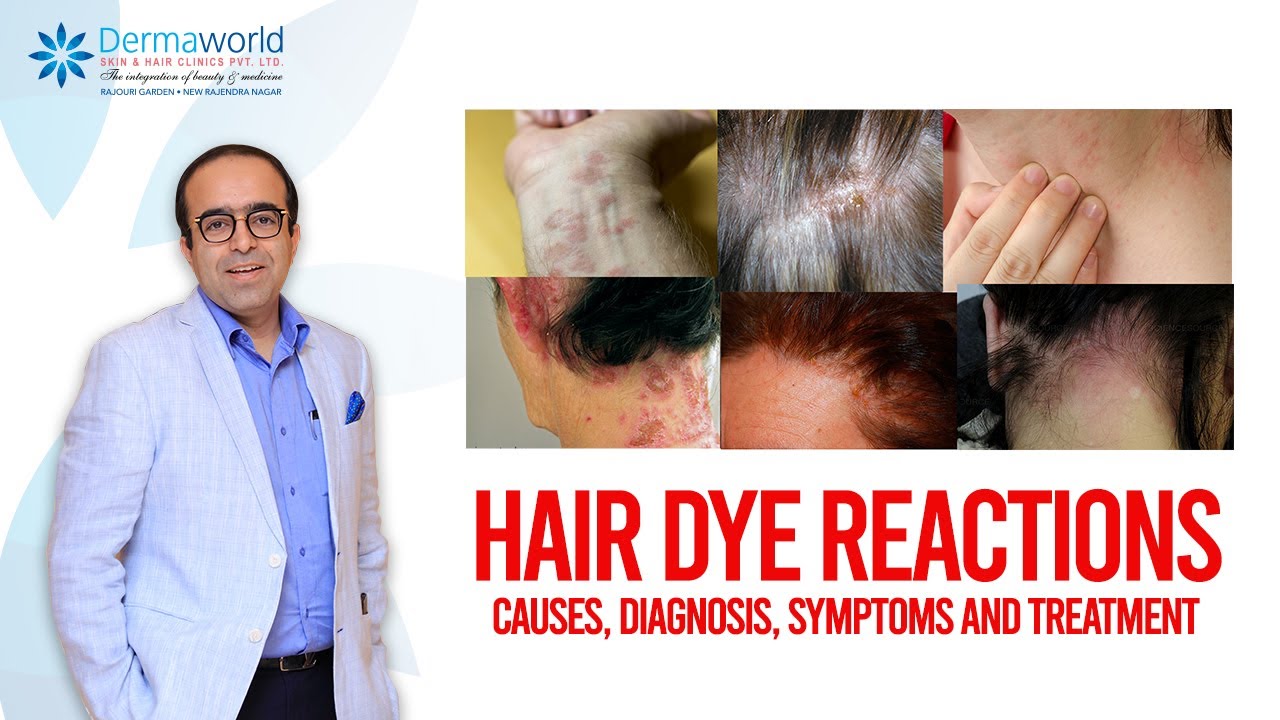 Dermaworld
SKIN & HAIR CLINICS PVT. LTD.
The integration of beauty & medicine
RAJOURI GARDEN • NEW RAJENDRA NAGAR
HAIR DYE REACTIONS
CAUSES, DIAGNOSIS, SYMPTOMS AND TREATMENT